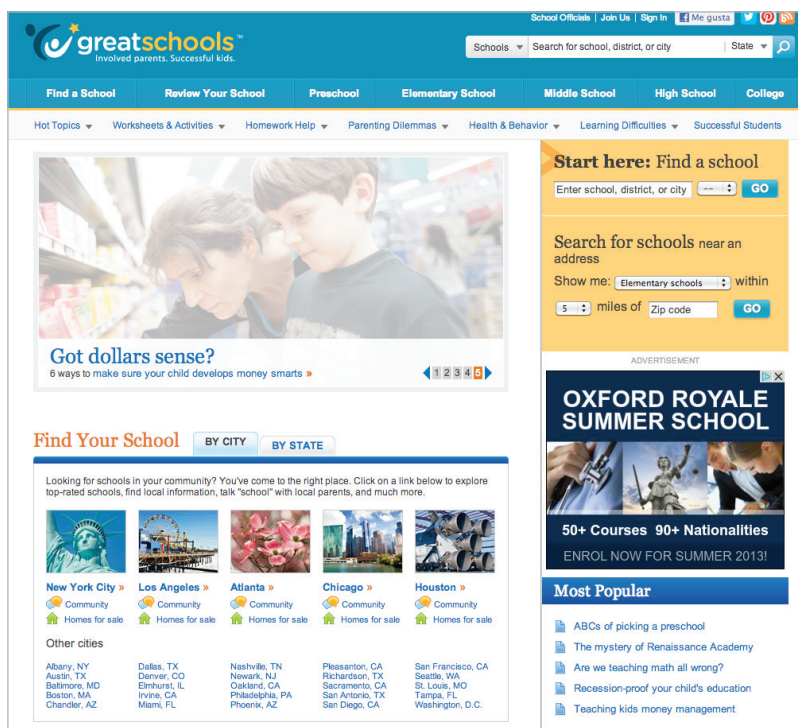 School Officials | Join Us | Sign In Me gusta
greatschools™
Involved parents. Successful kids.
Schools Search for school, district, or city State
Find a School Review Your School Preschool Elementary School Middle School High School College
Hot Topics Worksheets & Activities Homework Help Parenting Dilemmas Health & Behavior Learning Difficulties Successful Students
Got dollars sense?
6 ways to make sure your child develops money smarts »
1 2 3 4 5
Start here: Find a school
Enter school, district, or city -- GO
Search for schools near an
address
Show me: Elementary schools within
5 miles of Zip code GO
ADVERTISEMENT
OXFORD ROYALE
SUMMER SCHOOL
50+ Courses 90+ Nationalities
ENROL NOW FOR SUMMER 2013!
Find Your School BY CITY BY STATE
Looking for schools in your community? You've come to the right place. Click on a link below to explore
top-rated schools, find local information, talk "school" with local parents, and much more.
New York City » Los Angeles » Atlanta » Chicago » Houston »
Community Community Community Community Community
Homes for sale Homes for sale Homes for sale Homes for sale Homes for sale
Other cities
Albany, NY Dallas, TX Nashville, TN Pleasanton, CA San Francisco, CA
Austin, TX Denver, CO Newark, NJ Richardson, TX Seattle, WA
Baltimore, MD Elmhurst, IL Oakland, CA Sacramento, CA St. Louis, MO
Boston, MA Irvine, CA Philadelphia, PA San Antonio, TX Tampa, FL
Chandler, AZ Miami, FL Phoenix, AZ San Diego, CA Washington, D.C.
Most Popular
ABCs of picking a preschool
The mystery of Renaissance Academy
Are we teaching math all wrong?
Recession-proof your child's education
Teaching kids money management